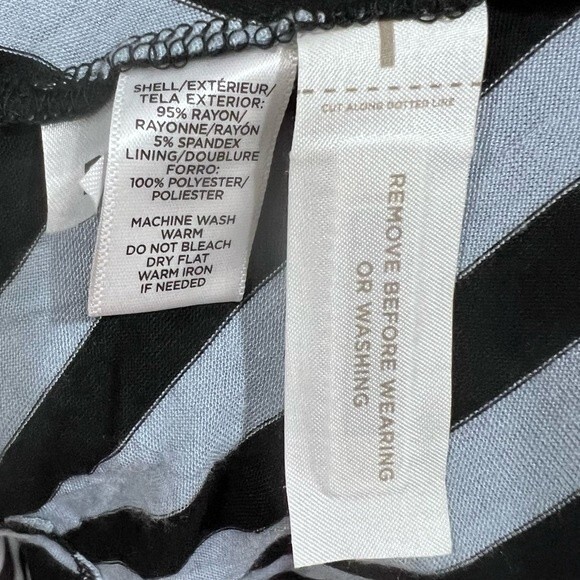 SHELL/EXTÉRIEUR/
TELA EXTERIOR:
95% RAYON/
RAYONNE/RAYÓN
5% SPANDEX
LINING/DOUBLURE
FORRO:
100% POLYESTER/
POLIESTER
MACHINE WASH
WARM
DO NOT BLEACH
DRY FLAT
WARM IRON
IF NEEDED
CUT ALONG DOTTED LINE
REMOVE BEFORE WEARING
OR WASHING